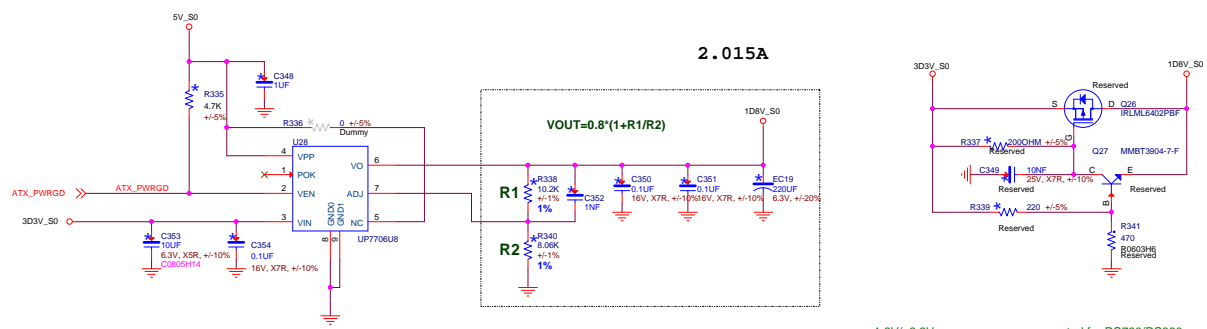 5V_S0
2.015A
C348
1UF
R335
4.7K
+/-5%
R336
0 +/-5%
Dummy
U28
4
VPP
1
POK
ATX_PWRGD
ATX_PWRGD
2
VEN
3D3V_S0
3
VIN
VO
6
ADJ
7
NC
5
GND0
GND1
8
9
UP7706U8
C353
10UF
6.3V, X5R, +/-10%
C0805H14
C354
0.1UF
16V, X7R, +/-10%
VOUT=0.8*(1+R1/R2)
1D8V_S0
R1
R338
10.2K
+/-1%
1%
C352
1NF
C350
0.1UF
16V, X7R, +/-10%
C351
0.1UF
16V, X7R, +/-10%
EC19
220UF
6.3V, +/-20%
R2
R340
8.06K
+/-1%
1%
3D3V_S0
1D8V_S0
Reserved
S
D
G
Q26
IRLML6402PBF
R337
200OHM +/-5%
Reserved
Q27
MMBT3904-7-F
C349
10NF
25V, X7R, +/-10%
Reserved
C
E
B
Reserved
R339
220 +/-5%
Reserved
R341
470
R0603H6
Reserved